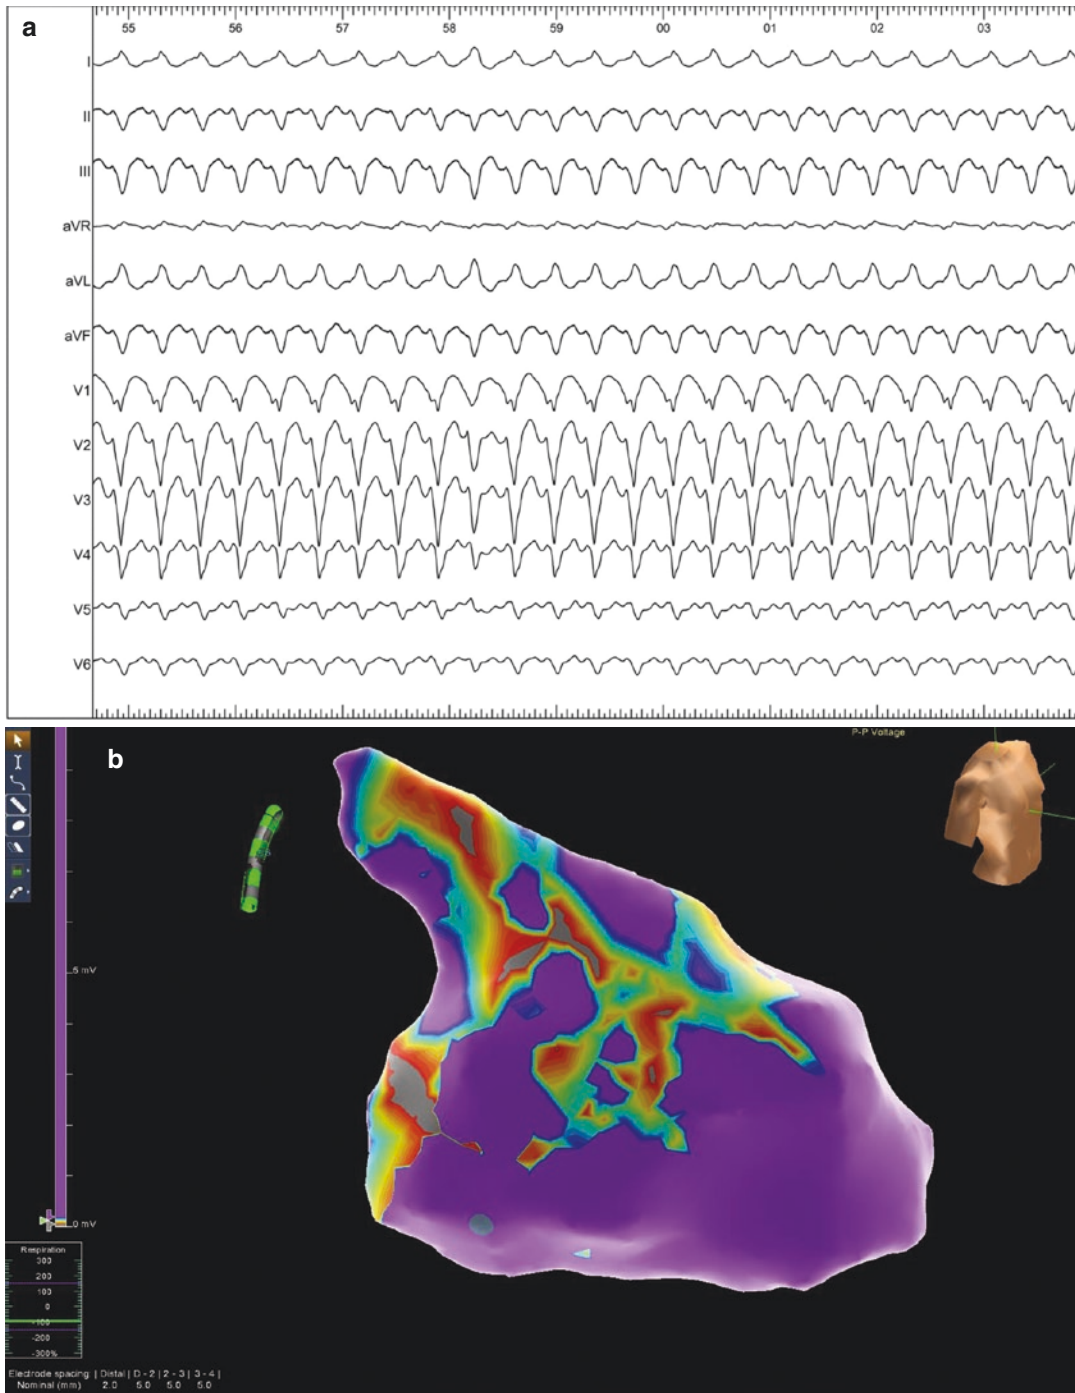 a
55 56 57 58 59 00 01 02 03
I
II
III
aVR
aVL
aVF
V1
V2
V3
V4
V5
V6
b
P-P Voltage
5 mV
0 mV
Respiration
300
200
100
0
-100
-200
-300%
Electrode spacing: | Distal | D - 2 | 2 - 3 | 3 - 4 |
Nominal (mm) 2.0 5.0 5.0 5.0